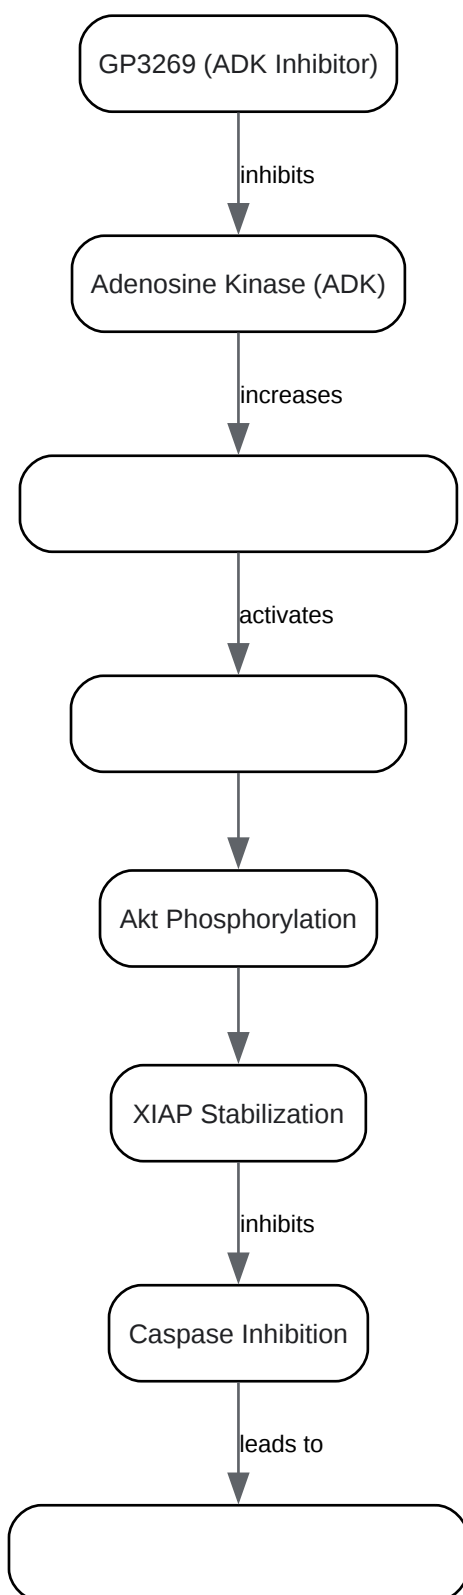 GP3269 (ADK Inhibitor)
inhibits
Adenosine Kinase (ADK)
increases
activates
Akt Phosphorylation
XIAP Stabilization
inhibits
Caspase Inhibition
leads to